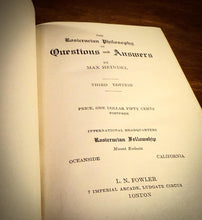 THE
Rosicrucian Philosophy
IN
Questions and Answers
BY
MAX HEINDEL
THIRD EDITION
PRICE, ONE DOLLAR FIFTY CENTS
POSTFREE
INTERNATIONAL HEADQUARTERS
Rosicrucian Fellowship
Mount Ecclesia
OCEANSIDE CALIFORNIA
L. N. FOWLER
7 IMPERIAL ARCADE, LUDGATE CIRCUS
LONDON